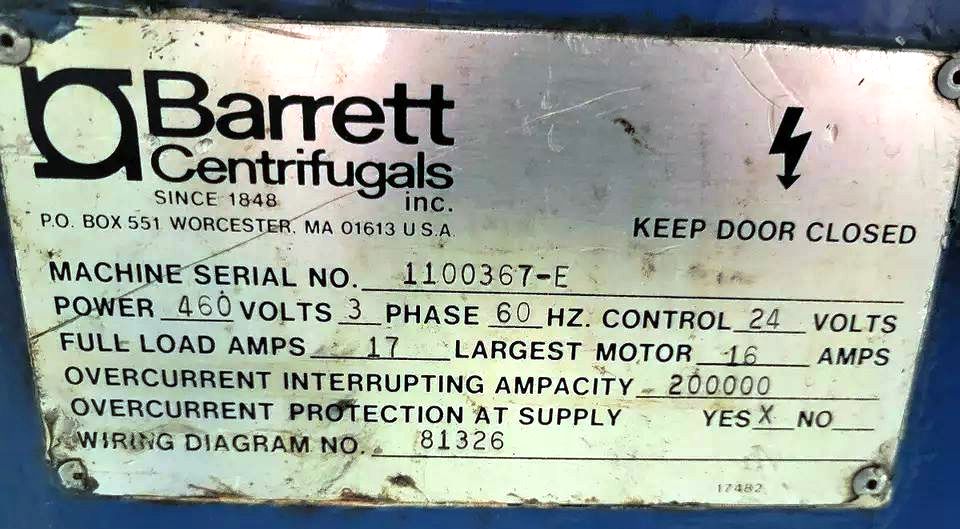 Barrett
Centrifugals
inc.
SINCE 1848
P.O. BOX 551 WORCESTER, MA 01613 U.S.A.
KEEP DOOR CLOSED
MACHINE SERIAL NO. 1100367-E
POWER 460 VOLTS 3 PHASE 60 HZ. CONTROL 24 VOLTS
FULL LOAD AMPS 17 LARGEST MOTOR 16 AMPS
OVERCURRENT INTERRUPTING AMPACITY 200000
OVERCURRENT PROTECTION AT SUPPLY YES X NO
WIRING DIAGRAM NO. 81326
17482